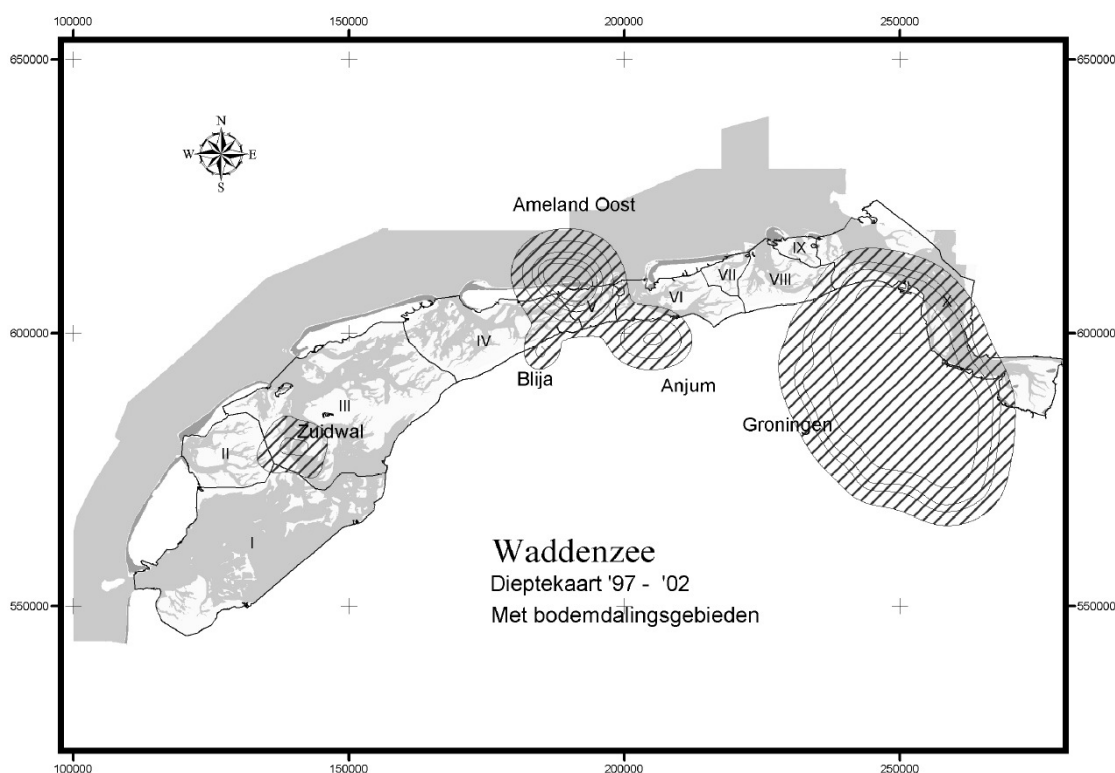 100000 150000 200000 250000
650000 650000
N
W E
S
Ameland Oost
IX
VII
VIII
VI
V
X
600000 600000
IV
Blija
Anjum
III
Groningen
Zuidwal
II
I
Waddenzee
Dieptekaart '97 - '02
Met bodemdalingsgebieden
550000 550000
100000 150000 200000 250000